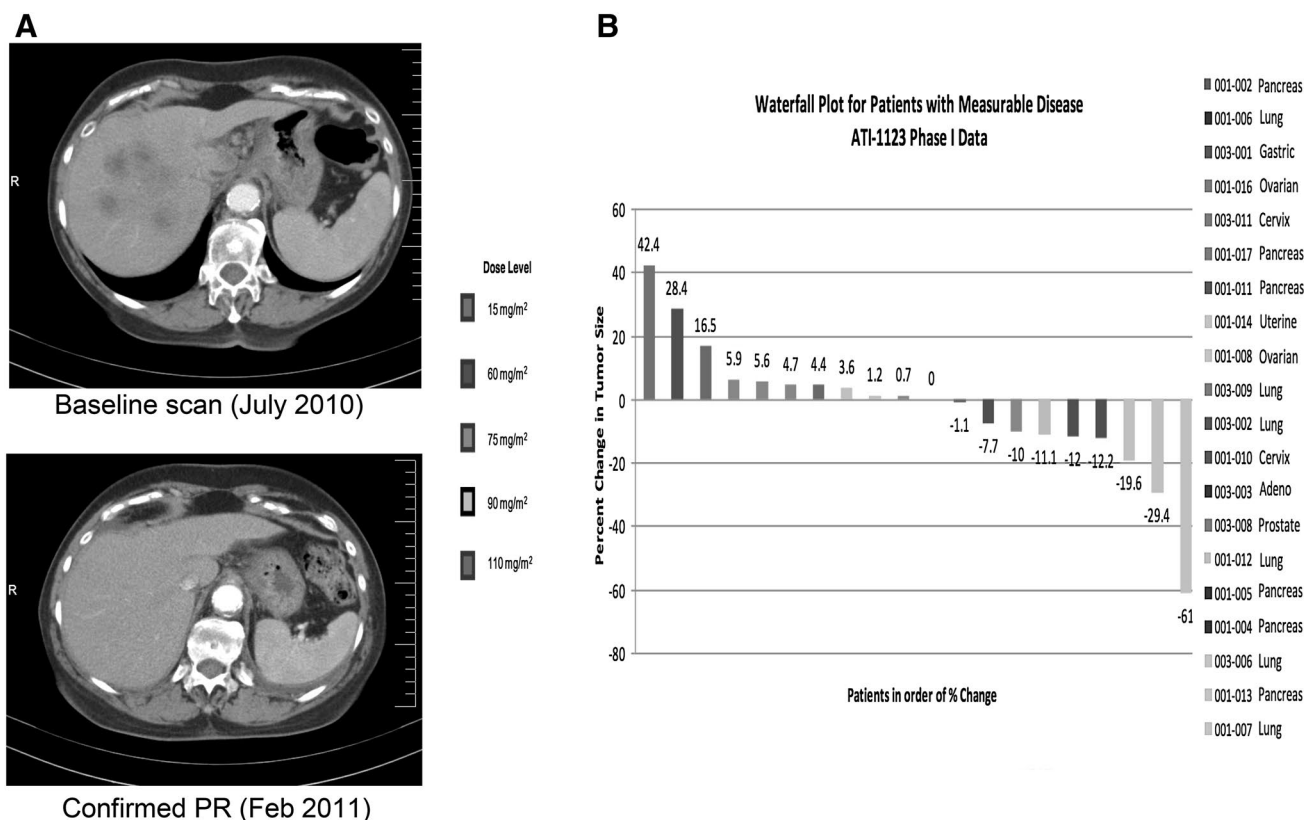 A
R
Baseline scan (July 2010)
R
Confirmed PR (Feb 2011)
Dose Level
15 mg/m²
60 mg/m²
75 mg/m²
90 mg/m²
110 mg/m²
B
Waterfall Plot for Patients with Measurable Disease
ATI-1123 Phase I Data
Percent Change in Tumor Size
60
40
20
0
-20
-40
-60
-80
42.4
28.4
16.5
5.9
5.6
4.7
4.4
3.6
1.2
0.7
0
-1.1
-7.7
-10
-11.1
-12
-12.2
-19.6
-29.4
-61
Patients in order of % Change
001-002 Pancreas
001-006 Lung
003-001 Gastric
001-016 Ovarian
003-011 Cervix
001-017 Pancreas
001-011 Pancreas
001-014 Uterine
001-008 Ovarian
003-009 Lung
003-002 Lung
001-010 Cervix
003-003 Adeno
003-008 Prostate
001-012 Lung
001-005 Pancreas
001-004 Pancreas
003-006 Lung
001-013 Pancreas
001-007 Lung